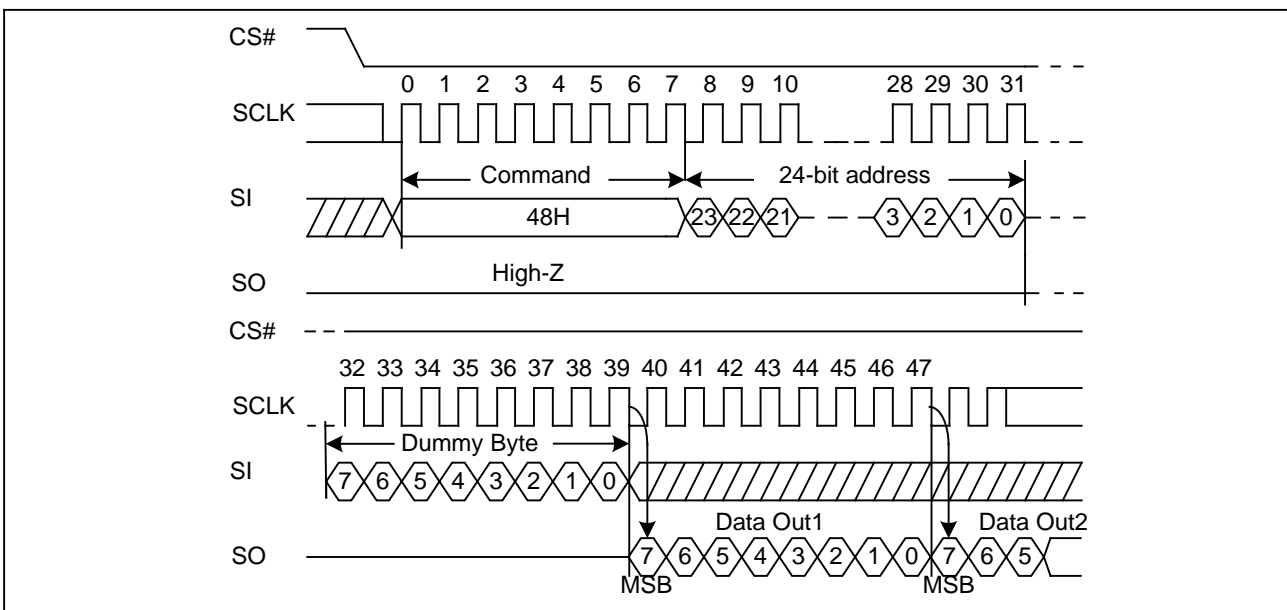 CS#
0 1 2 3 4 5 6 7 8 9 10 28 29 30 31
SCLK
Command 24-bit address
SI
48H 23 22 21 3 2 1 0
High-Z
SO
CS#
32 33 34 35 36 37 38 39 40 41 42 43 44 45 46 47
SCLK
Dummy Byte
SI
7 6 5 4 3 2 1 0
Data Out1 Data Out2
SO
7 6 5 4 3 2 1 0 7 6 5
MSB MSB